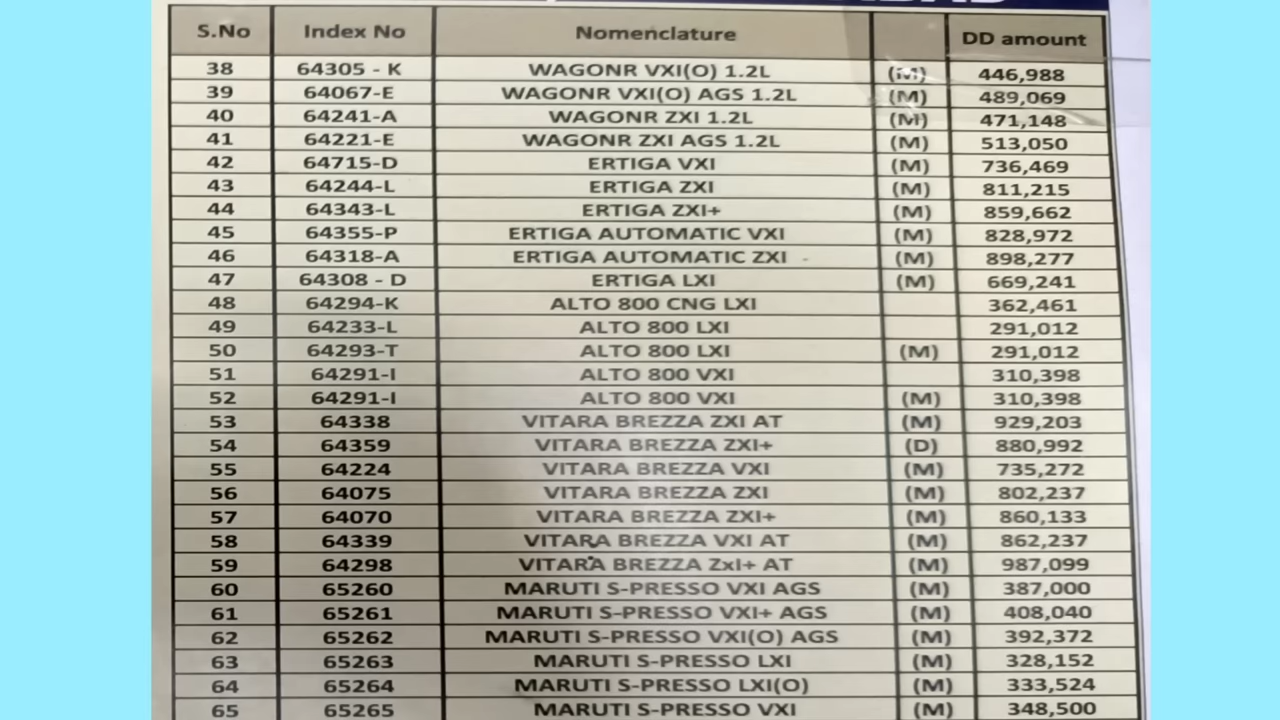 S.No Index No Nomenclature DD amount
38 64305 - K WAGONR VXI(O) 1.2L (M) 446,988
39 64067-E WAGONR VXI(O) AGS 1.2L (M) 489,069
40 64241-A WAGONR ZXI 1.2L (M) 471,148
41 64221-E WAGONR ZXI AGS 1.2L (M) 513,050
42 64715-D ERTIGA VXI (M) 736,469
43 64244-L ERTIGA ZXI (M) 811,215
44 64343-L ERTIGA ZXI+ (M) 859,662
45 64355-P ERTIGA AUTOMATIC VXI (M) 828,972
46 64318-A ERTIGA AUTOMATIC ZXI (M) 898,277
47 64308 - D ERTIGA LXI (M) 669,241
48 64294-K ALTO 800 CNG LXI 362,461
49 64233-L ALTO 800 LXI 291,012
50 64293-T ALTO 800 LXI (M) 291,012
51 64291-I ALTO 800 VXI 310,398
52 64291-I ALTO 800 VXI (M) 310,398
53 64338 VITARA BREZZA ZXI AT (M) 929,203
54 64359 VITARA BREZZA ZXI+ (D) 880,992
55 64224 VITARA BREZZA VXI (M) 735,272
56 64075 VITARA BREZZA ZXI (M) 802,237
57 64070 VITARA BREZZA ZXI+ (M) 860,133
58 64339 VITARA BREZZA VXI AT (M) 862,237
59 64298 VITARA BREZZA ZxI+ AT (M) 987,099
60 65260 MARUTI S-PRESSO VXI AGS (M) 387,000
61 65261 MARUTI S-PRESSO VXI+ AGS (M) 408,040
62 65262 MARUTI S-PRESSO VXI(O) AGS (M) 392,372
63 65263 MARUTI S-PRESSO LXI (M) 328,152
64 65264 MARUTI S-PRESSO LXI(O) (M) 333,524
65 65265 MARUTI S-PRESSO VXI (M) 348,500